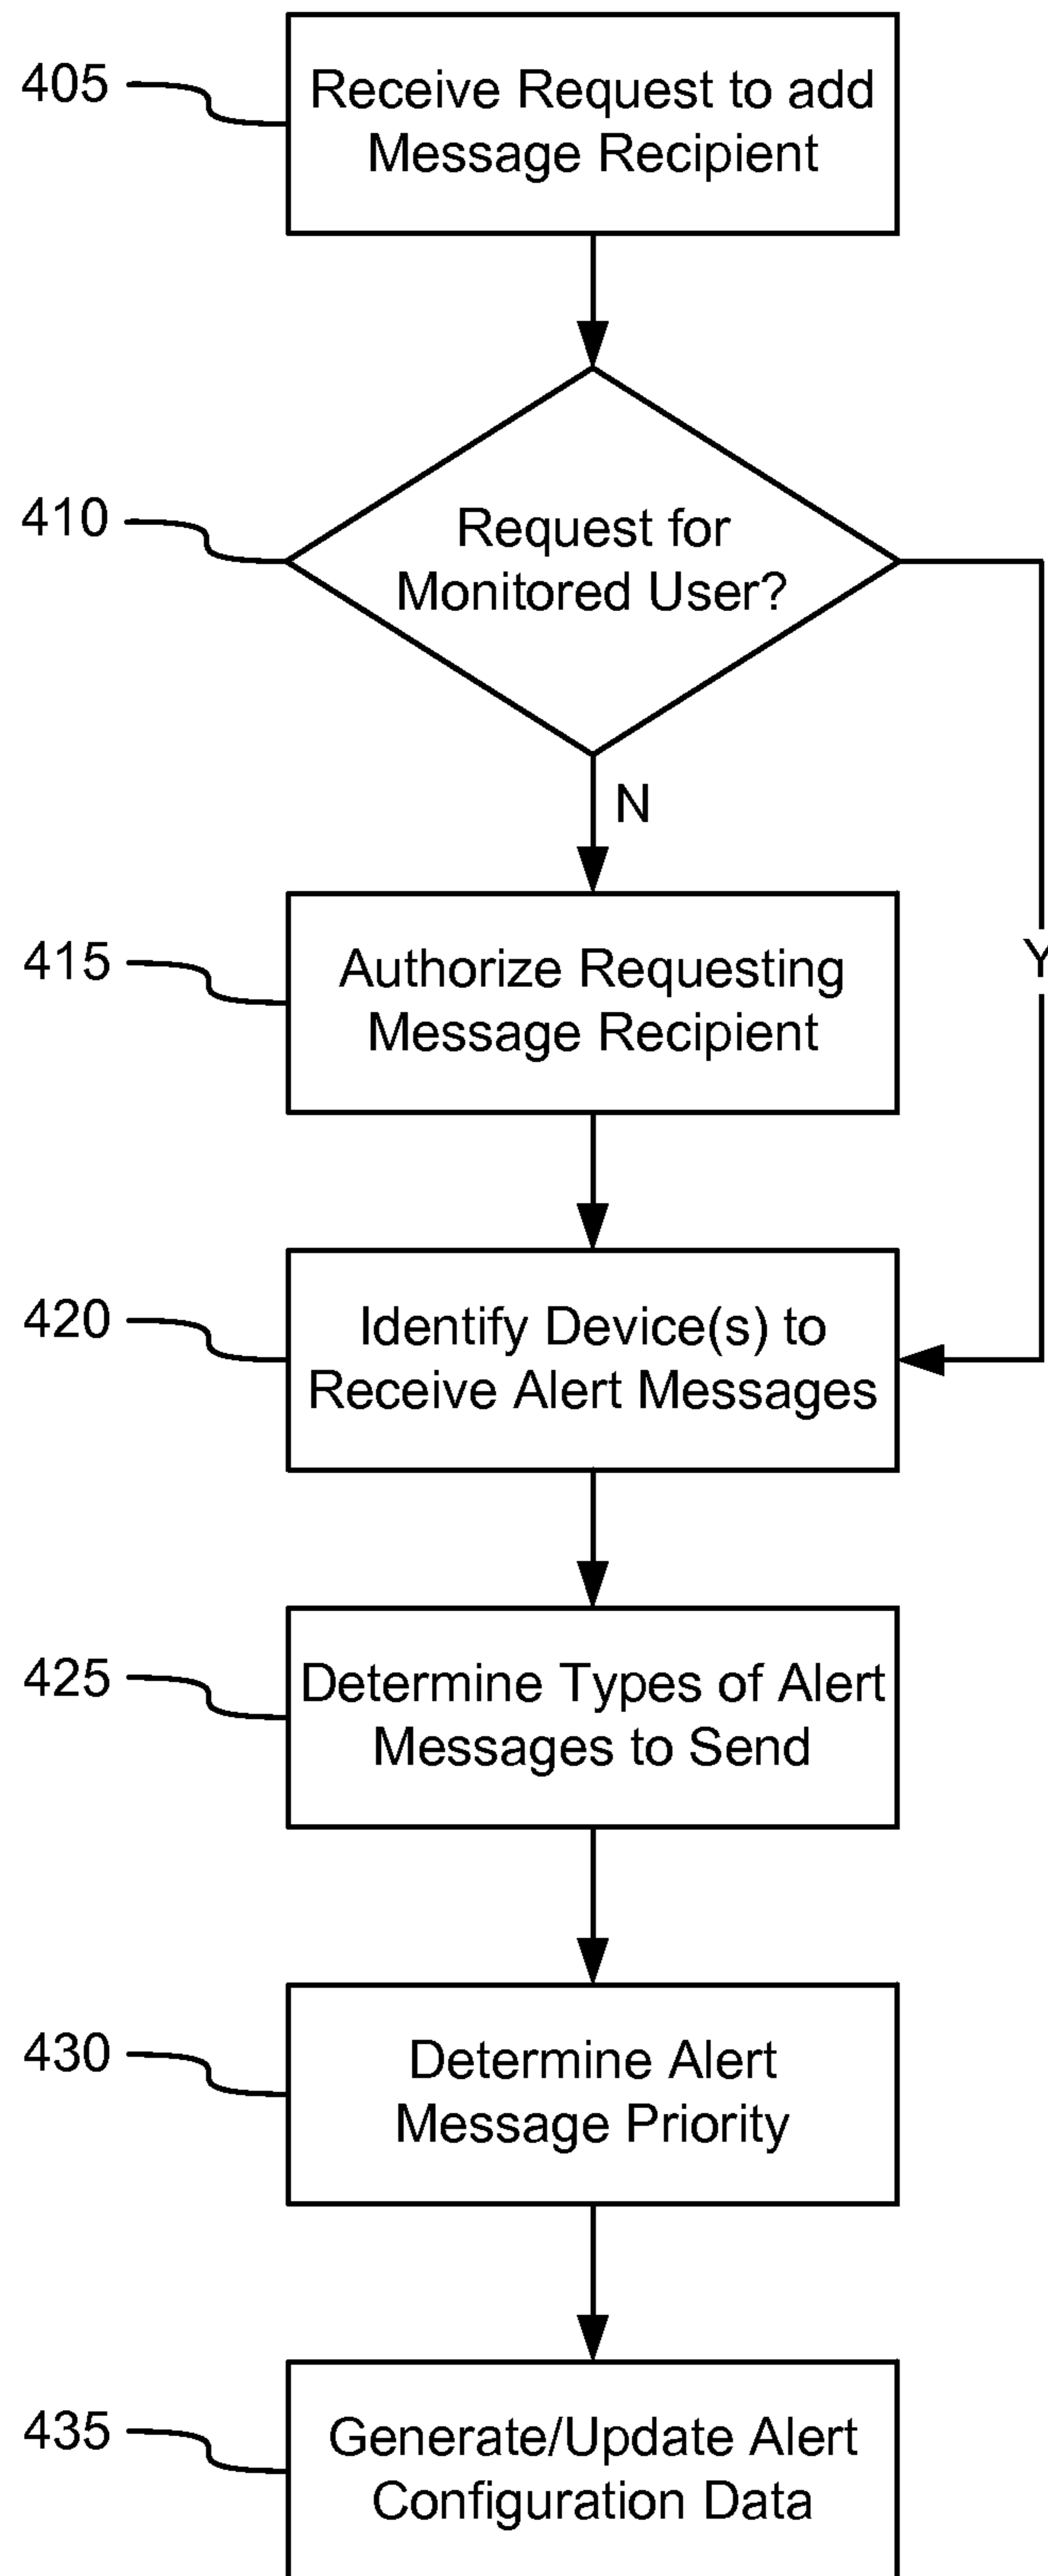 405
Receive Request to add
Message Recipient
410
Request for
Monitored User?
N
415
Authorize Requesting
Message Recipient
Y
420
Identify Device(s) to
Receive Alert Messages
425
Determine Types of Alert
Messages to Send
430
Determine Alert
Message Priority
435
Generate/Update Alert
Configuration Data